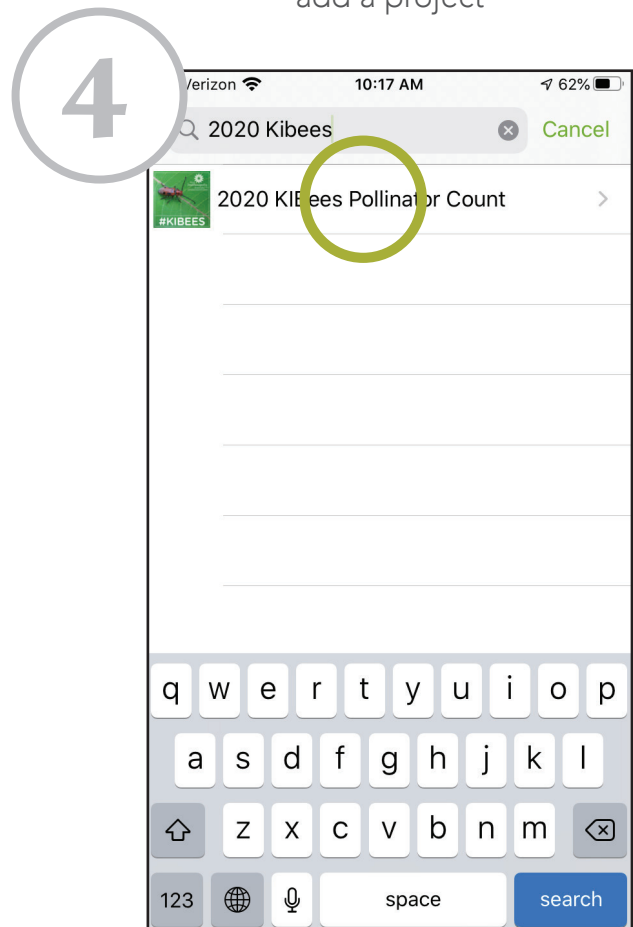 add a project
4
Verizon 10:17 AM 62%
2020 Kibees Cancel
#KIBEES 2020 KIBees Pollinator Count
q w e r t y u i o p
a s d f g h j k l
z x c v b n m
123 space search